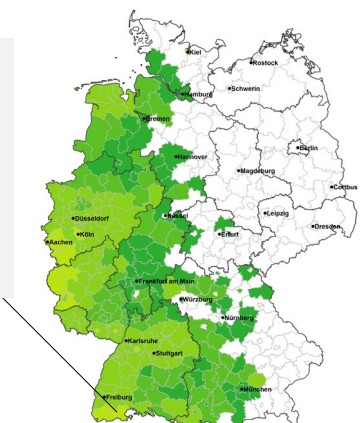 Kiel
Rostock
Hamburg
Schwerin
Bremen
Berlin
Hannover
Magdeburg
Cottbus
Düsseldorf
Kassel
Leipzig
Köln
Erfurt
Dresden
Aachen
Frankfurt am Main
Würzburg
Nürnberg
Karlsruhe
Stuttgart
München
Freiburg